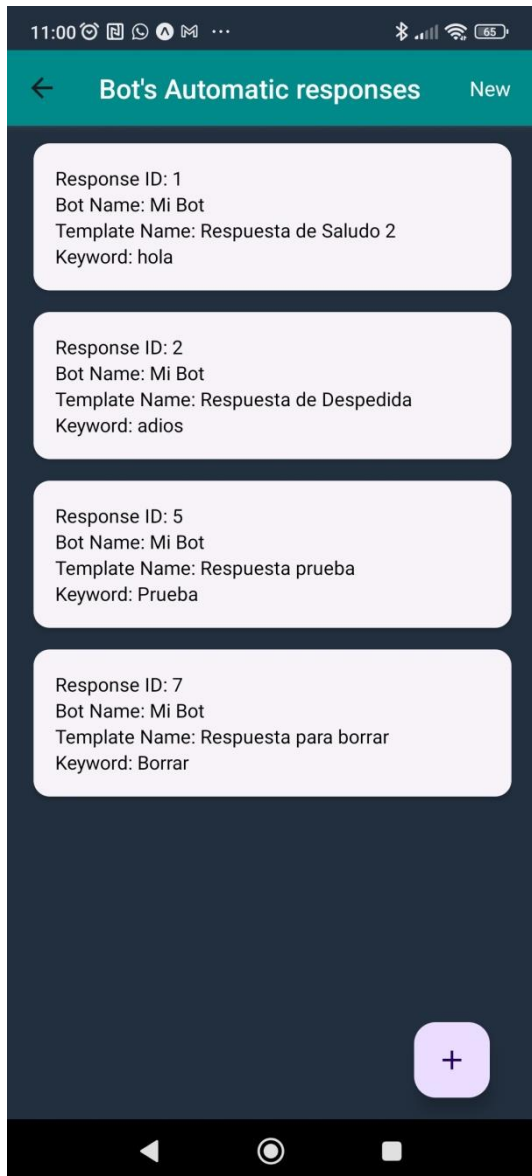 11:00
65
Bot's Automatic responses
New
Response ID: 1
Bot Name: Mi Bot
Template Name: Respuesta de Saludo 2
Keyword: hola
Response ID: 2
Bot Name: Mi Bot
Template Name: Respuesta de Despedida
Keyword: adios
Response ID: 5
Bot Name: Mi Bot
Template Name: Respuesta prueba
Keyword: Prueba
Response ID: 7
Bot Name: Mi Bot
Template Name: Respuesta para borrar
Keyword: Borrar
+